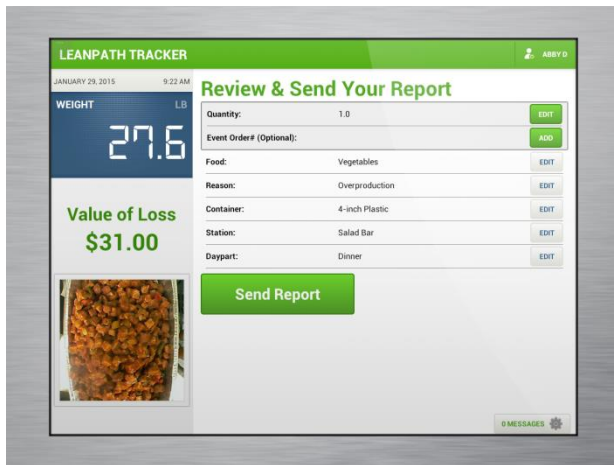 LEANPATH TRACKER
ABBY D
JANUARY 29, 2015 9:22 AM
WEIGHT LB
27.6
Value of Loss
$31.00
Review & Send Your Report
Quantity: 1.0 EDIT
Event Order# (Optional): ADD
Food: Vegetables EDIT
Reason: Overproduction EDIT
Container: 4-inch Plastic EDIT
Station: Salad Bar EDIT
Daypart: Dinner EDIT
Send Report
0 MESSAGES